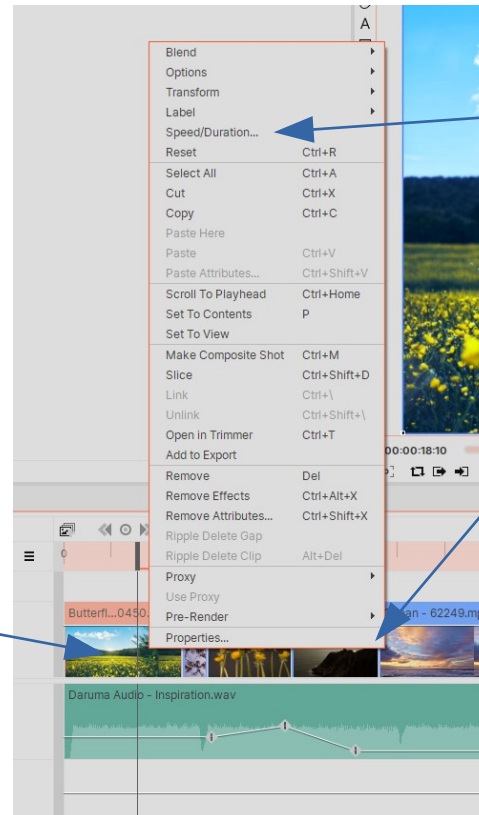 A
Blend
Options
Transform
Label
Speed/Duration...
Reset Ctrl+R
Select All Ctrl+A
Cut Ctrl+X
Copy Ctrl+C
Paste Here
Paste Ctrl+V
Paste Attributes... Ctrl+Shift+V
Scroll To Playhead Ctrl+Home
Set To Contents P
Set To View
Make Composite Shot Ctrl+M
Slice Ctrl+Shift+D
Link Ctrl+\
Unlink Ctrl+Shift+\
Open in Trimmer Ctrl+T
Add to Export
00:00:18:10
Remove Del
Remove Effects Ctrl+Alt+X
Remove Attributes... Ctrl+Shift+X
Ripple Delete Gap
Ripple Delete Clip Alt+Del
0
Proxy
Use Proxy
Pre-Render
Properties...
Butterfl...0450. an - 62249.mp
Daruma Audio - Inspiration.wav